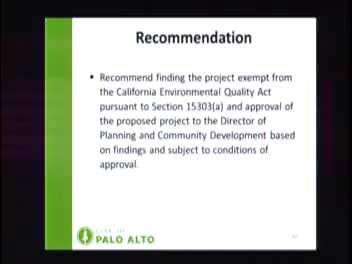 Recommendation
▪ Recommend finding the project exempt from
the California Environmental Quality Act
pursuant to Section 15303(a) and approval of
the proposed project to the Director of
Planning and Community Development based
on findings and subject to conditions of
approval.
CITY OF
PALO ALTO